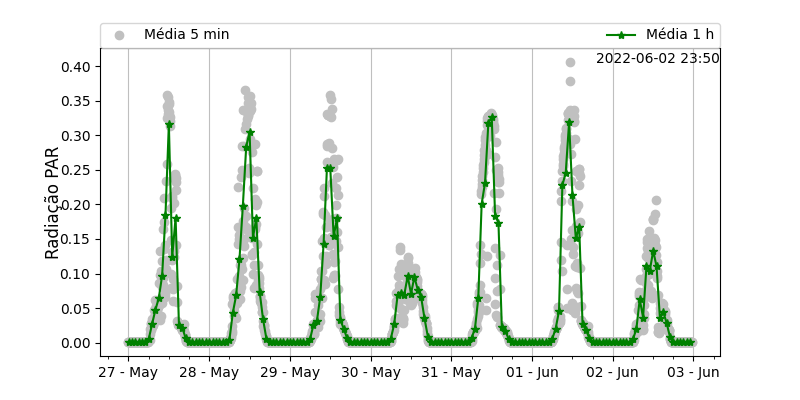 Média 5 min
Média 1 h
2022-06-02 23:50
Radiação PAR
0.40
0.35
0.30
0.25
0.20
0.15
0.10
0.05
0.00
27 - May
28 - May
29 - May
30 - May
31 - May
01 - Jun
02 - Jun
03 - Jun